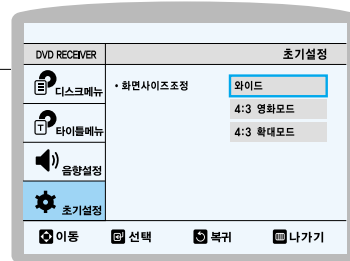 DVD RECEIVER 초기설정
디스크메뉴
타이틀메뉴
음향설정
초기설정
• 화면사이즈조정
와이드
4:3 영화모드
4:3 확대모드
이동 선택 복귀 나가기